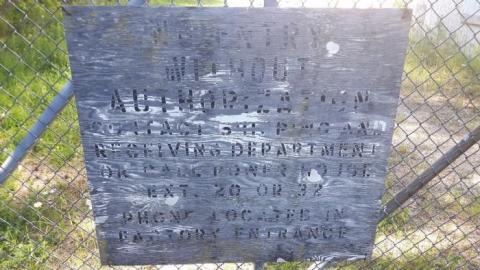 NO ENTRY
WITHOUT
AUTHORIZATION
CONTACT SHIPPING AND
RECEIVING DEPARTMENT
OR CALL POWER HOUSE
EXT. 20 OR 32
PHONE LOCATED IN
FACTORY ENTRANCE